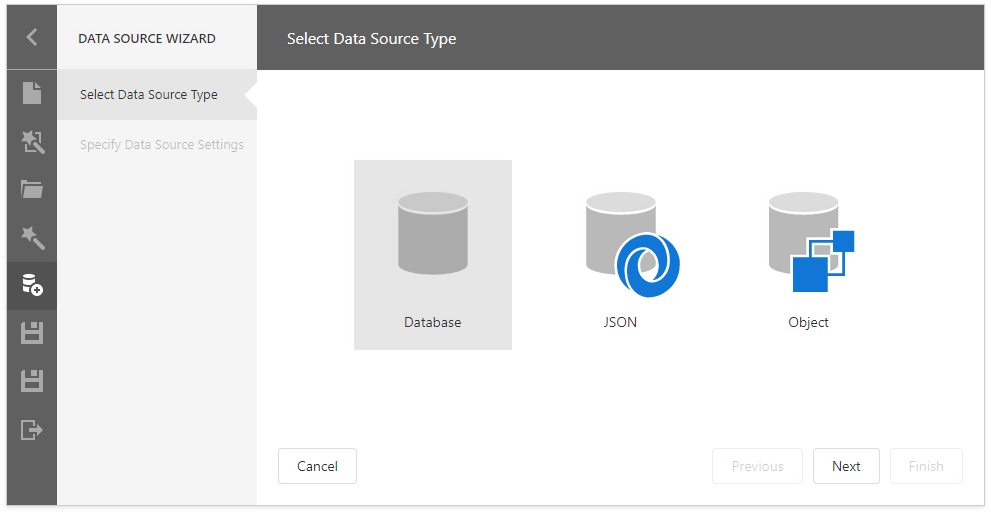 DATA SOURCE WIZARD
Select Data Source Type
Select Data Source Type
Specify Data Source Settings
Database
JSON
Object
Cancel
Previous
Next
Finish